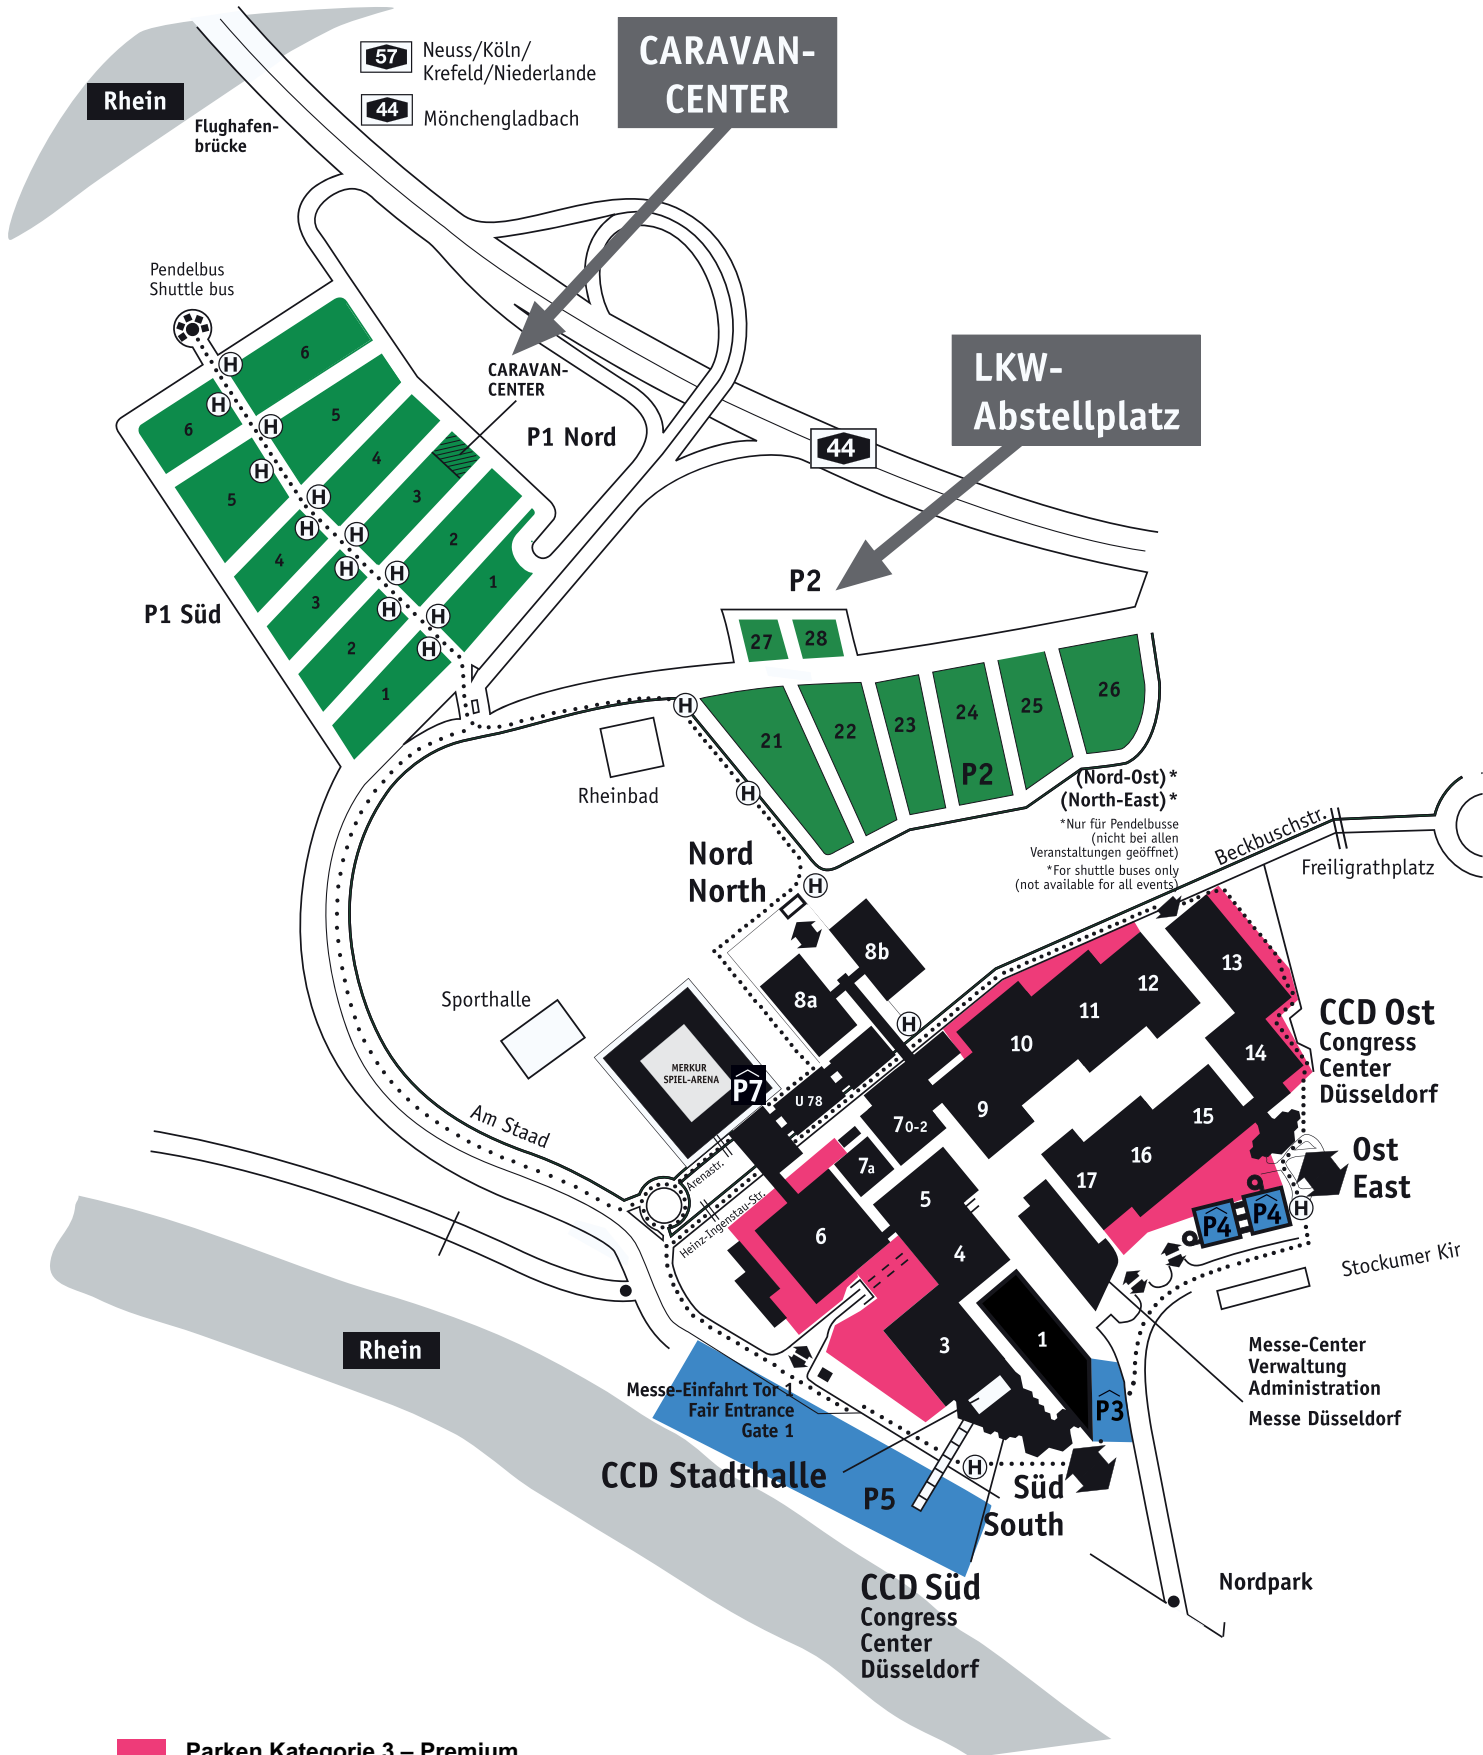 57
Neuss/Köln/
Krefeld/Niederlande
44
Mönchengladbach
CARAVAN-
CENTER
Rhein
Flughafen-
brücke
Pendelbus
Shuttle bus
H
H
H
H
H
H
H
H
H
H
H
H
6
6
5
5
4
4
3
3
2
2
1
1
CARAVAN-
CENTER
P1 Nord
P1 Süd
LKW-
Abstellplatz
44
P2
27
28
21
22
23
24
25
26
P2
(Nord-Ost)*
(North-East)*
*Nur für Pendelbusse
(nicht bei allen
Veranstaltungen geöffnet)
*For shuttle buses only
(not available for all events)
H
H
H
Rheinbad
Nord
North
Beckbuschstr.
Freiligrathplatz
8b
8a
H
13
12
11
10
14
9
15
16
17
CCD Ost
Congress
Center
Düsseldorf
Ost
East
Sporthalle
MERKUR
SPIEL-ARENA
P7
U 78
70-2
7a
Am Staad
Arenastr.
Heinz-Ingenstau-Str.
6
5
4
3
1
P4
P4
H
Stockumer Kir
Messe-Center
Verwaltung
Administration
Messe Düsseldorf
P3
Rhein
Messe-Einfahrt Tor 1
Fair Entrance
Gate 1
CCD Stadthalle
P5
H
Süd
South
CCD Süd
Congress
Center
Düsseldorf
Nordpark
Parken Kategorie 3 – Premium